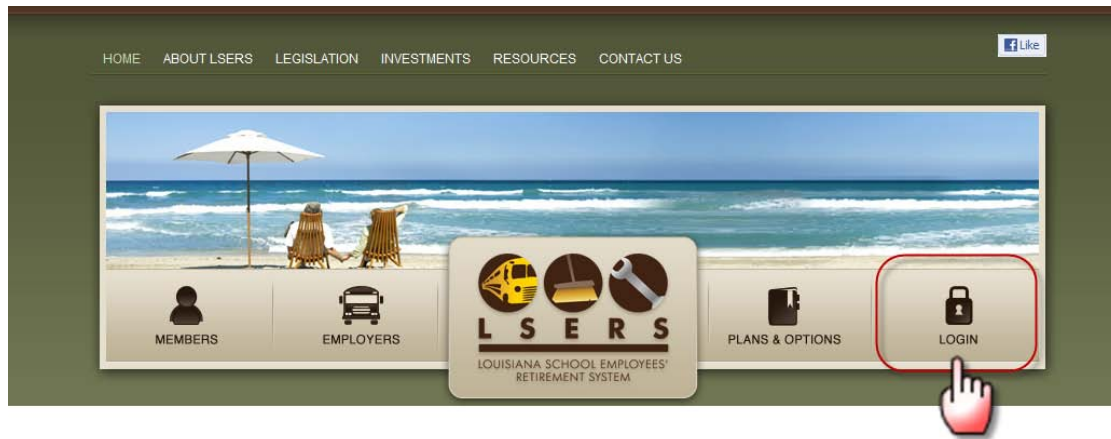 Like
HOME ABOUT LSERS LEGISLATION INVESTMENTS RESOURCES CONTACT US
MEMBERS EMPLOYERS PLANS & OPTIONS LOGIN
L S E R S
LOUISIANA SCHOOL EMPLOYEES'
RETIREMENT SYSTEM